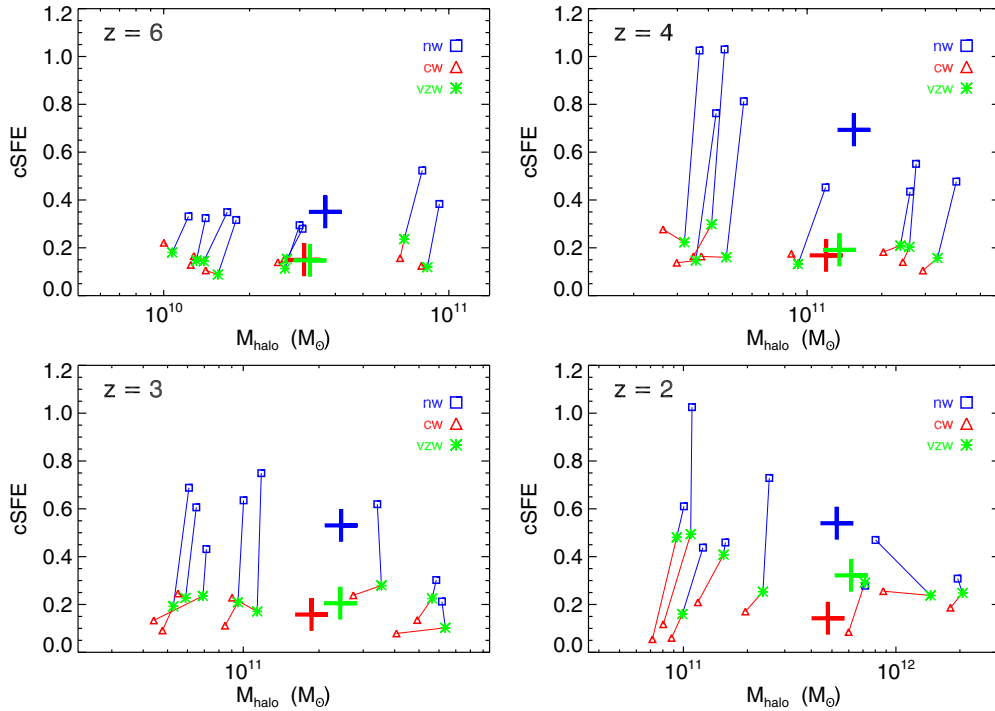 z = 6
nw
cw
vzw
cSFE
1.2
1.0
0.8
0.6
0.4
0.2
0.0
10^10
10^11
M_halo (M_⊙)
z = 4
nw
cw
vzw
cSFE
1.2
1.0
0.8
0.6
0.4
0.2
0.0
10^11
M_halo (M_⊙)
z = 3
nw
cw
vzw
cSFE
1.2
1.0
0.8
0.6
0.4
0.2
0.0
10^11
M_halo (M_⊙)
z = 2
nw
cw
vzw
cSFE
1.2
1.0
0.8
0.6
0.4
0.2
0.0
10^11
10^12
M_halo (M_⊙)